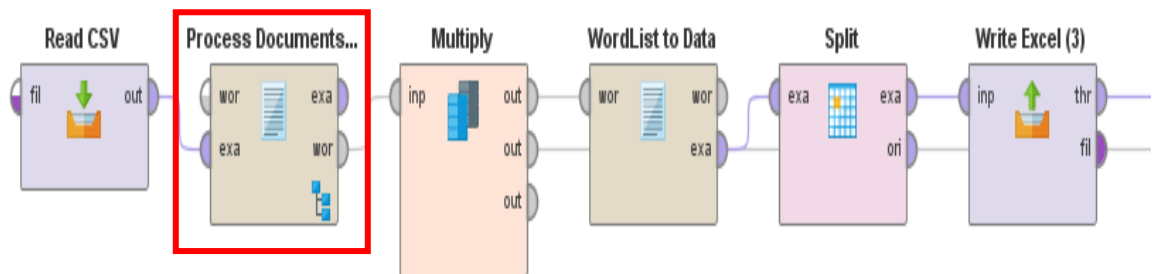 Read CSV
Process Documents...
Multiply
WordList to Data
Split
Write Excel (3)
fil out
wor exa
exa wor
inp out
out
out
wor wor
exa
exa exa
ori
inp thr
fil